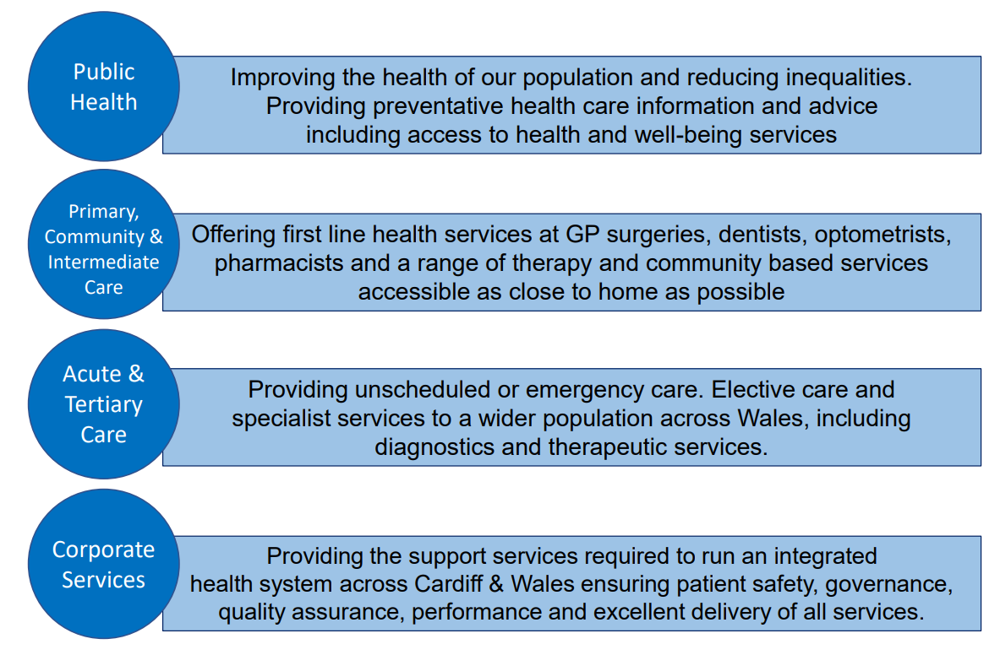 Public
Health
Improving the health of our population and reducing inequalities.
Providing preventative health care information and advice
including access to health and well-being services
Primary,
Community &
Intermediate
Care
Offering first line health services at GP surgeries, dentists, optometrists,
pharmacists and a range of therapy and community based services
accessible as close to home as possible
Acute &
Tertiary
Care
Providing unscheduled or emergency care. Elective care and
specialist services to a wider population across Wales, including
diagnostics and therapeutic services.
Corporate
Services
Providing the support services required to run an integrated
health system across Cardiff & Wales ensuring patient safety, governance,
quality assurance, performance and excellent delivery of all services.